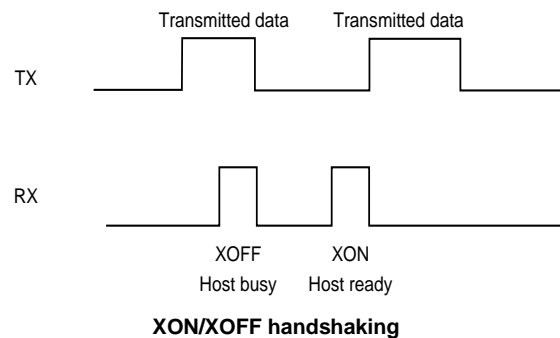 Transmitted data Transmitted data
TX
RX
XOFF XON
Host busy Host ready
XON/XOFF handshaking